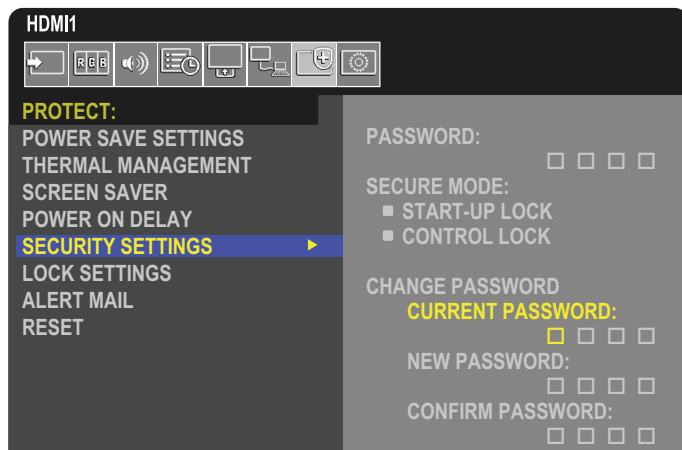 HDMI1
RGB
PROTECT:
POWER SAVE SETTINGS
THERMAL MANAGEMENT
SCREEN SAVER
POWER ON DELAY
SECURITY SETTINGS
LOCK SETTINGS
ALERT MAIL
RESET
PASSWORD:
SECURE MODE:
START-UP LOCK
CONTROL LOCK
CHANGE PASSWORD
CURRENT PASSWORD:
NEW PASSWORD:
CONFIRM PASSWORD: